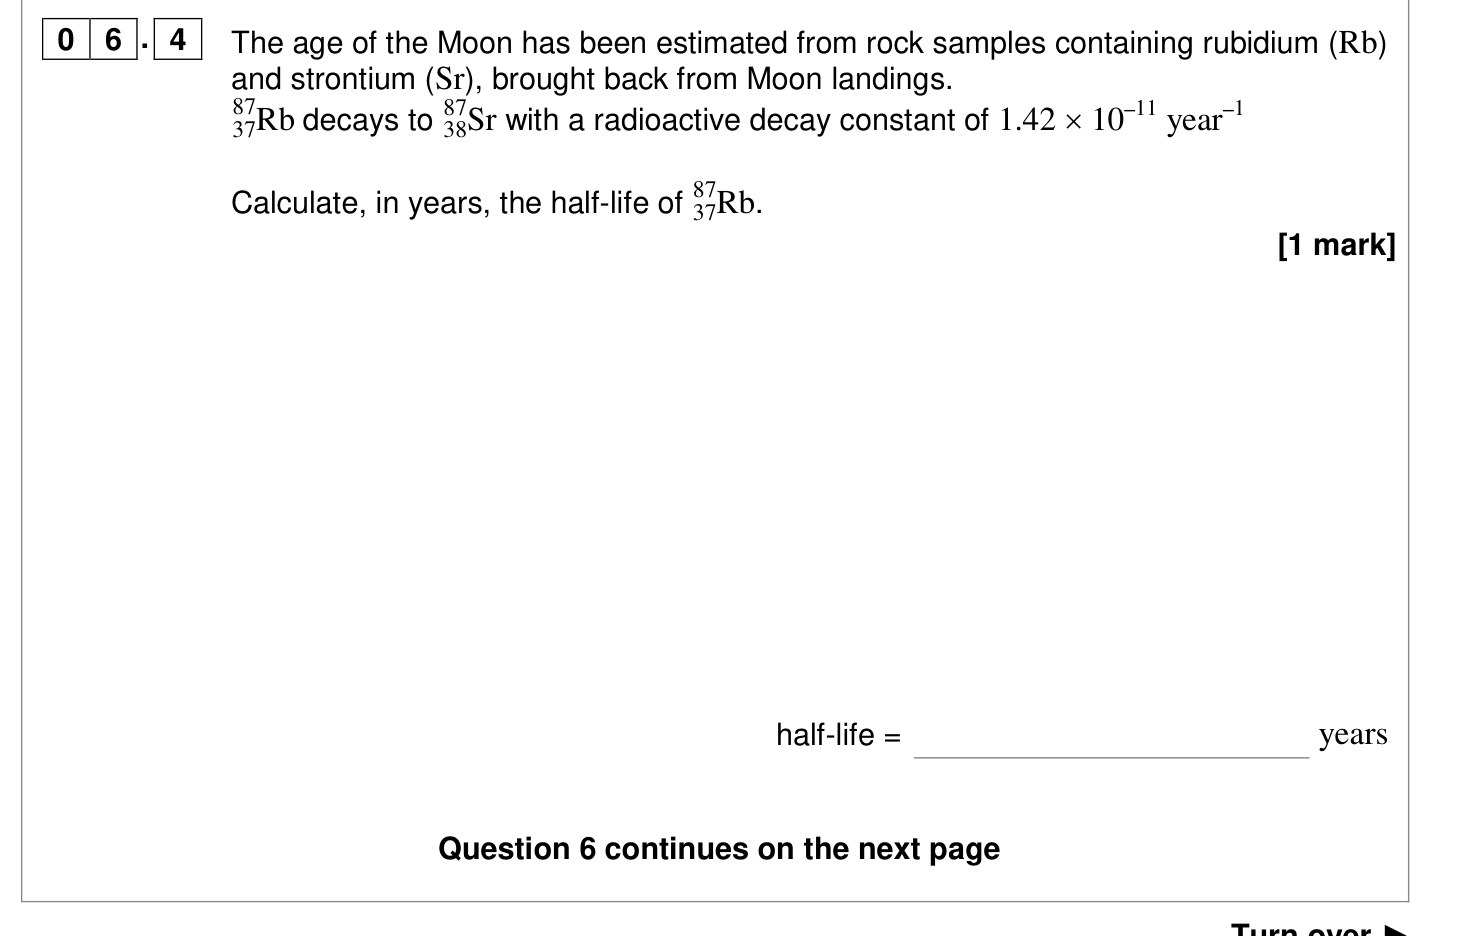 0 6 . 4 The age of the Moon has been estimated from rock samples containing rubidium (Rb)
and strontium (Sr), brought back from Moon landings.
⁸⁷₃₇Rb decays to ⁸⁷₃₈Sr with a radioactive decay constant of 1.42 × 10⁻¹¹ year⁻¹
Calculate, in years, the half-life of ⁸⁷₃₇Rb.
[1 mark]
half-life = years
Question 6 continues on the next page
Turn over ►